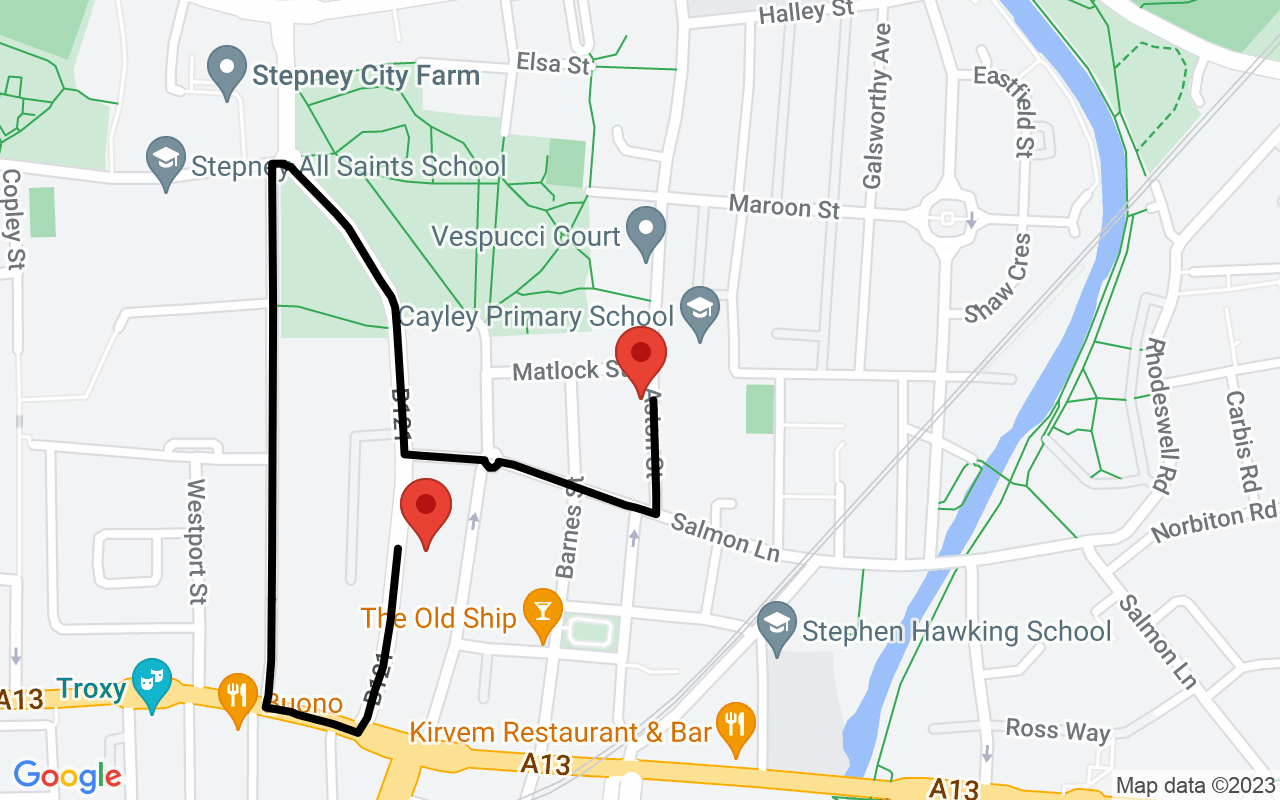 Halley St
Elsa St
Stepney City Farm
Galsworthy Ave
Eastfield St
Stepney All Saints School
Copley St
Maroon St
Vespucci Court
Shaw Cres
Cayley Primary School
Matlock St
Rhodeswell Rd
B121
Aston St
Carbis Rd
Westport St
Barnes St
Salmon Ln
Norbiton Rd
The Old Ship
Stephen Hawking School
Salmon Ln
B121
Troxy
A13
Buono
Kirvem Restaurant & Bar
Ross Way
A13
A13
Google
Map data ©2023